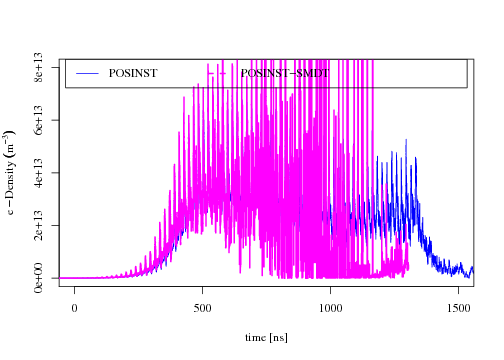 POSINST POSINST-SMDT
8e+13
6e+13
4e+13
2e+13
0e+00
e-Density (m⁻³)
0 500 1000 1500
time [ns]